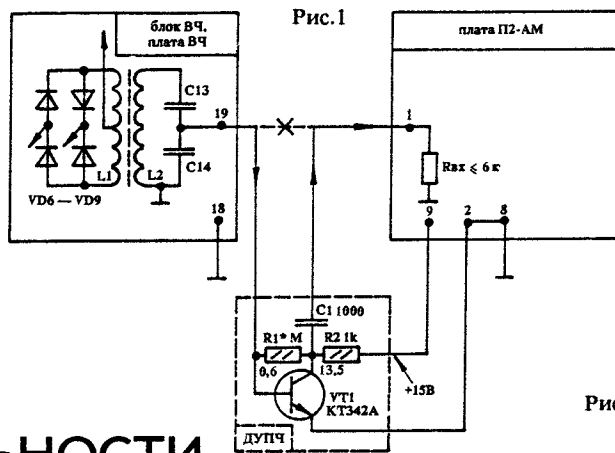 Рис.1
блок ВЧ.
плата ВЧ
плата П2-АМ
C13
19
1
C14
L1
L2
Rвх ⩽ 6 к
VD6 — VD9
18
9
2
8
C1 1000
R1* М
R2 1k
0,6
13,5
+15В
VT1
КТ342А
ДУПЧ
Рис
НОСТИ